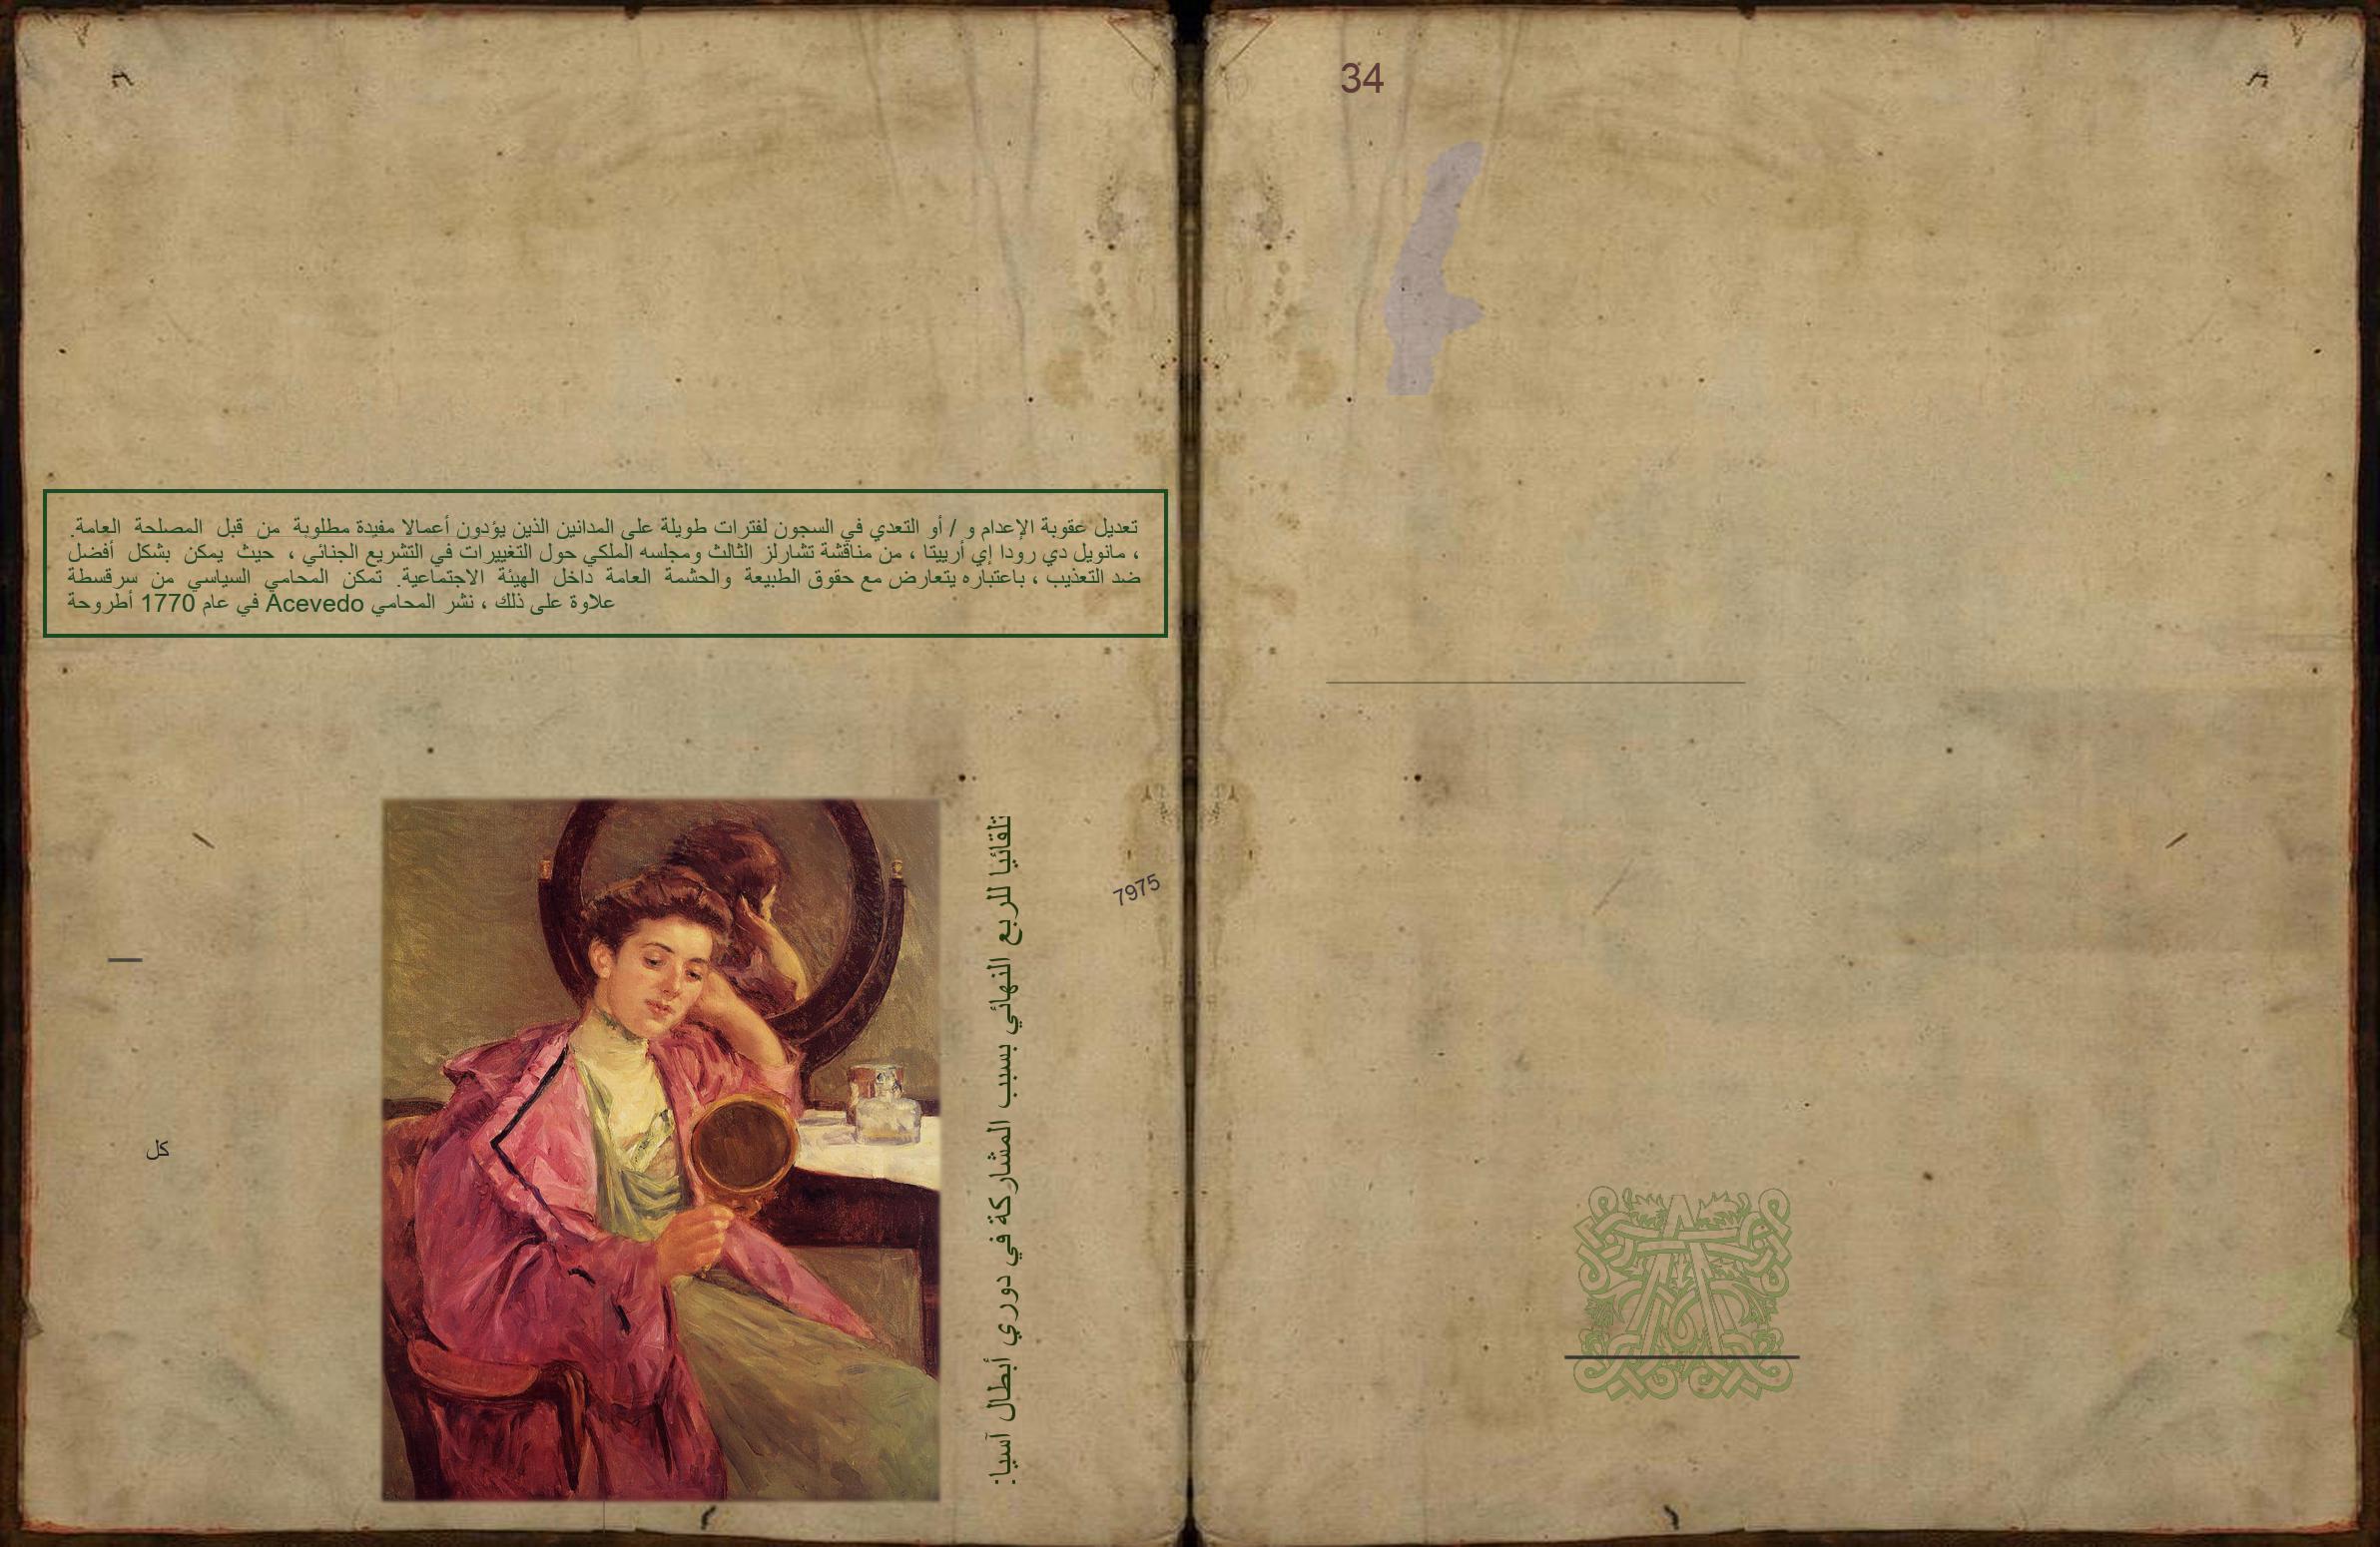 تعديل عقوبة الإعدام و / أو التعدي في السجون لفترات طويلة على المدانين الذين يؤدون أعمالا مفيدة مطلوبة من قبل المصلحة العامة.
، مانويل دي رودا إي أرييتا ، من مناقشة تشارلز الثالث ومجلسه الملكي حول التغييرات في التشريع الجنائي ، حيث يمكن بشكل أفضل
ضد التعذيب ، باعتباره يتعارض مع حقوق الطبيعة والحشمة العامة داخل الهيئة الاجتماعية. تمكن المحامي السياسي من سرقسطة
علاوة على ذلك ، نشر المحامي Acevedo في عام 1770 أطروحة
تلقائيا للربع النهائي بسبب المشاركة في دوري أبطال آسيا:
7975
كل
34